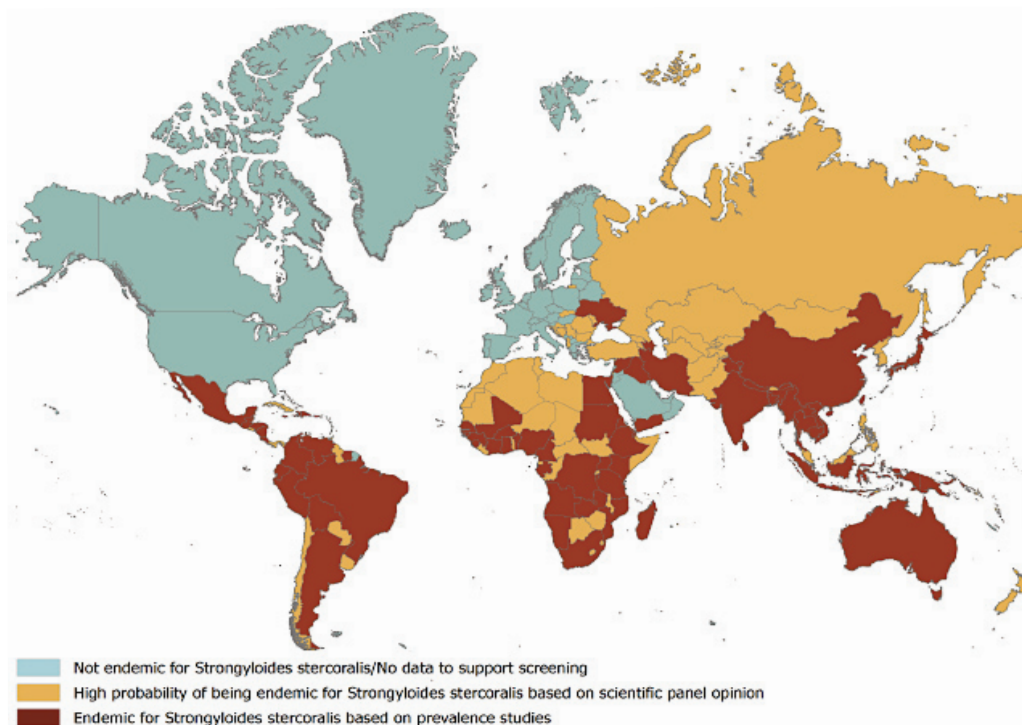 Not endemic for Strongyloides stercoralis/No data to support screening
High probability of being endemic for Strongyloides stercoralis based on scientific panel opinion
Endemic for Strongyloides stercoralis based on prevalence studies